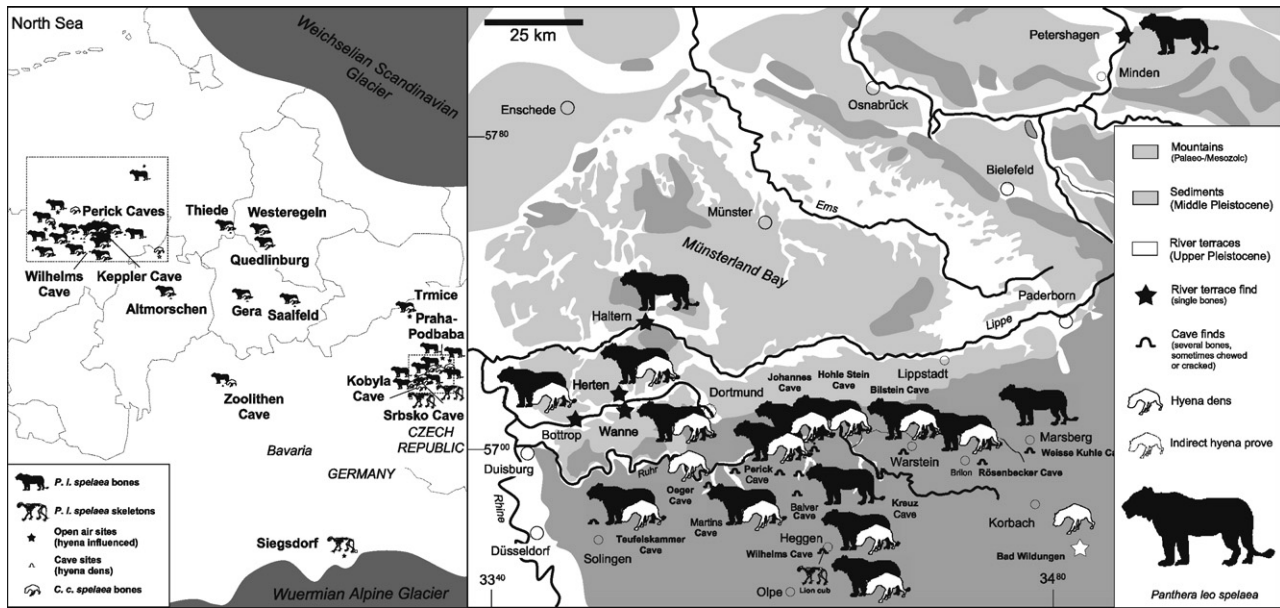 North Sea
Weichselian Scandinavian
Glacier
Perick Caves
Thiede
Westeregeln
Quedlinburg
Wilhelms
Cave
Keppler Cave
Altmorschen
Gera
Saalfeld
Trmice
Praha-
Podbaba
Kobyla
Cave
Srbsko Cave
CZECH
REPUBLIC
Zoolithen
Cave
Bavaria
GERMANY
Siegsdorf
Wuermian Alpine Glacier
P. l. spelaea bones
P. l. spelaea skeletons
Open air sites
(hyena influenced)
Cave sites
(hyena dens)
C. c. spelaea bones
25 km
Petershagen
Minden
Enschede
Osnabrück
57 80
Bielefeld
Ems
Münster
Münsterland Bay
Paderborn
Haltern
Lippe
Lippstadt
Johannes
Cave
Hohle Stein
Cave
Bilstein Cave
Herten
Dortmund
Bottrop
Wanne
Marsberg
Weisse Kuhle Ca
57 00
Duisburg
Ruhr
Perick
Cave
Warstein
Brilon
Rösenbecker Cave
Oeger
Cave
Rhine
Balver
Cave
Kreuz
Cave
Martins
Cave
Korbach
Teufelskammer
Cave
Heggen
Düsseldorf
Solingen
Wilhelms Cave
Bad Wildungen
33 40
Olpe
Lion cub
34 80
Mountains
(Palaeo-/Mesozoic)
Sediments
(Middle Pleistocene)
River terraces
(Upper Pleistocene)
River terrace find
(single bones)
Cave finds
(several bones,
sometimes chewed
or cracked)
Hyena dens
Indirect hyena prove
Panthera leo spelaea